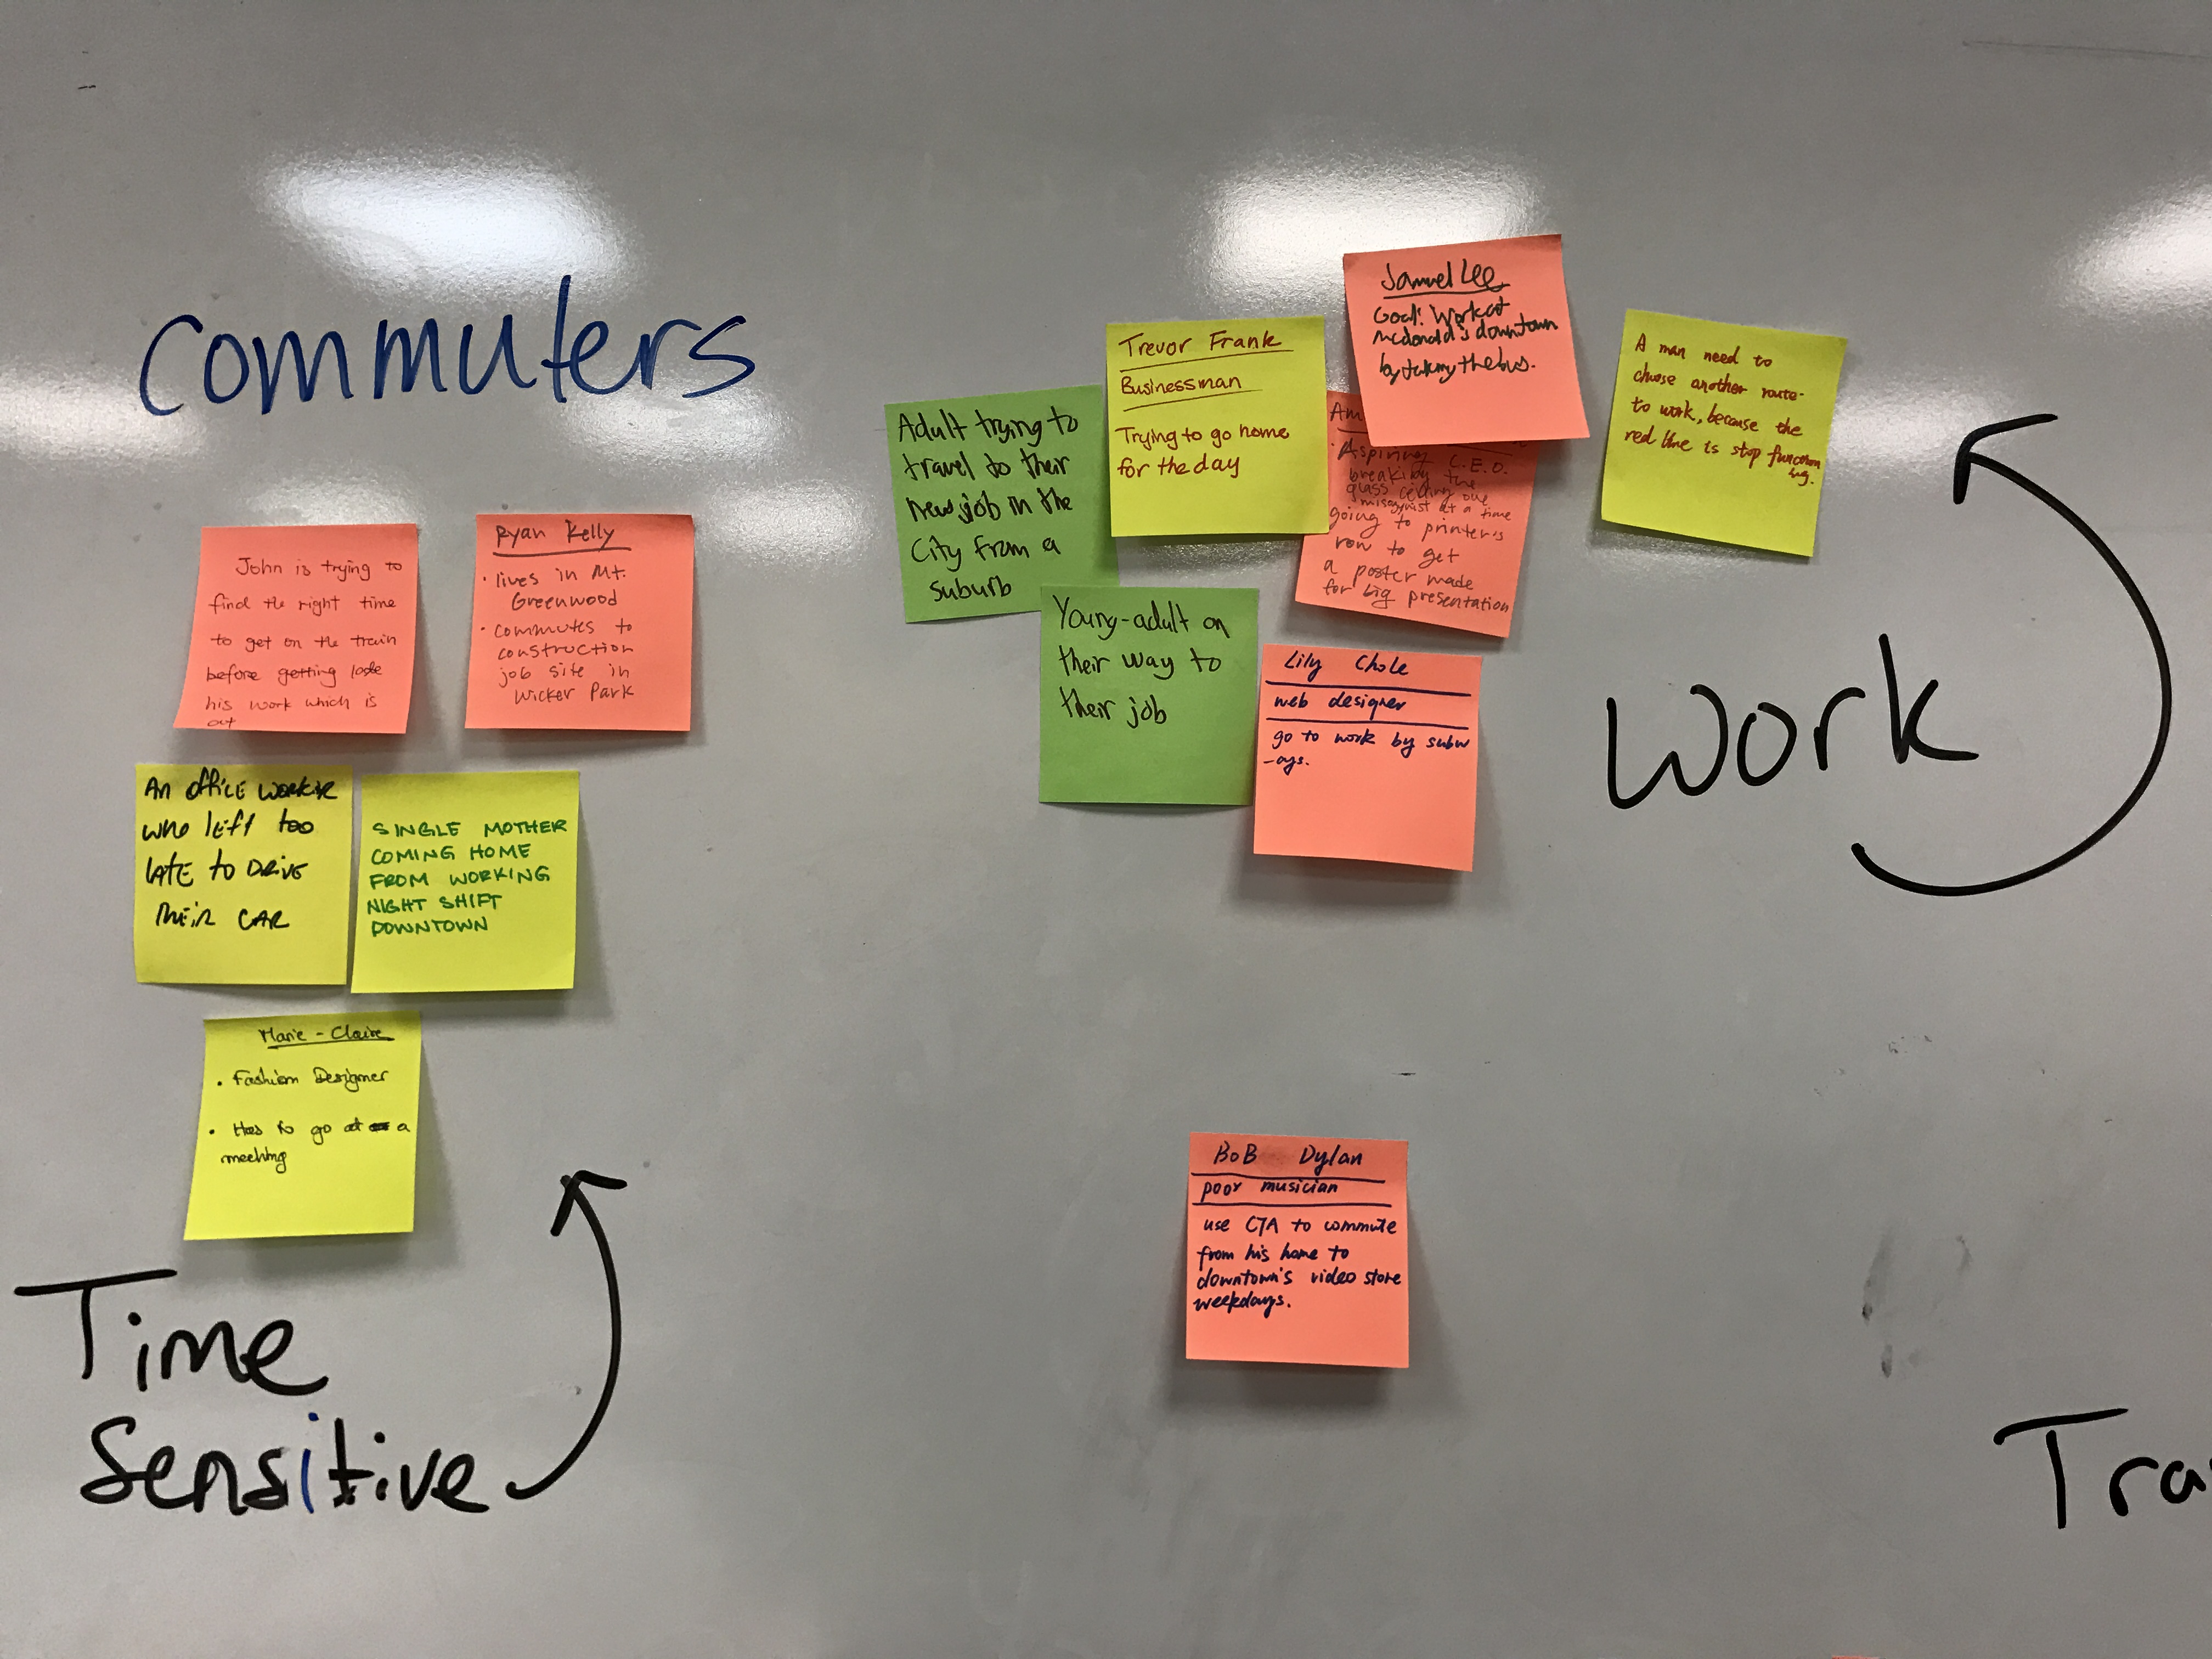 Commuters
John is trying to
find the right time
to get on the train
before getting lose
his work which is
out
Ryan Kelly
• lives in Mt.
Greenwood
• commutes to
construction
job site in
Wicker Park
An office worker
who left too
late to drive
their car
SINGLE MOTHER
COMING HOME
FROM WORKING
NIGHT SHIFT
DOWNTOWN
Marie - Claire
• Fashion Designer
• Has to go at a
meeting
Time
Sensitive
Adult trying to
travel to their
new job in the
City from a
suburb
Trevor Frank
Businessman
Trying to go home
for the day
Samuel Lee
Goal: Work at
Mcdonald's downtown
by taking the bus.
Am
• Aspiring C.E.O.
breaking the
glass ceiling one
misogynist at a time
going to printer's
row to get
a poster made
for big presentation
A man need to
choose another route
to work, because the
red line is stop function
ing.
Young-adult on
their way to
their job
Lily Chole
web designer
go to work by subw
-ays.
Work
BoB Dylan
poor musician
use CTA to commute
from his home to
downtown's video store
weekdays.
Tra